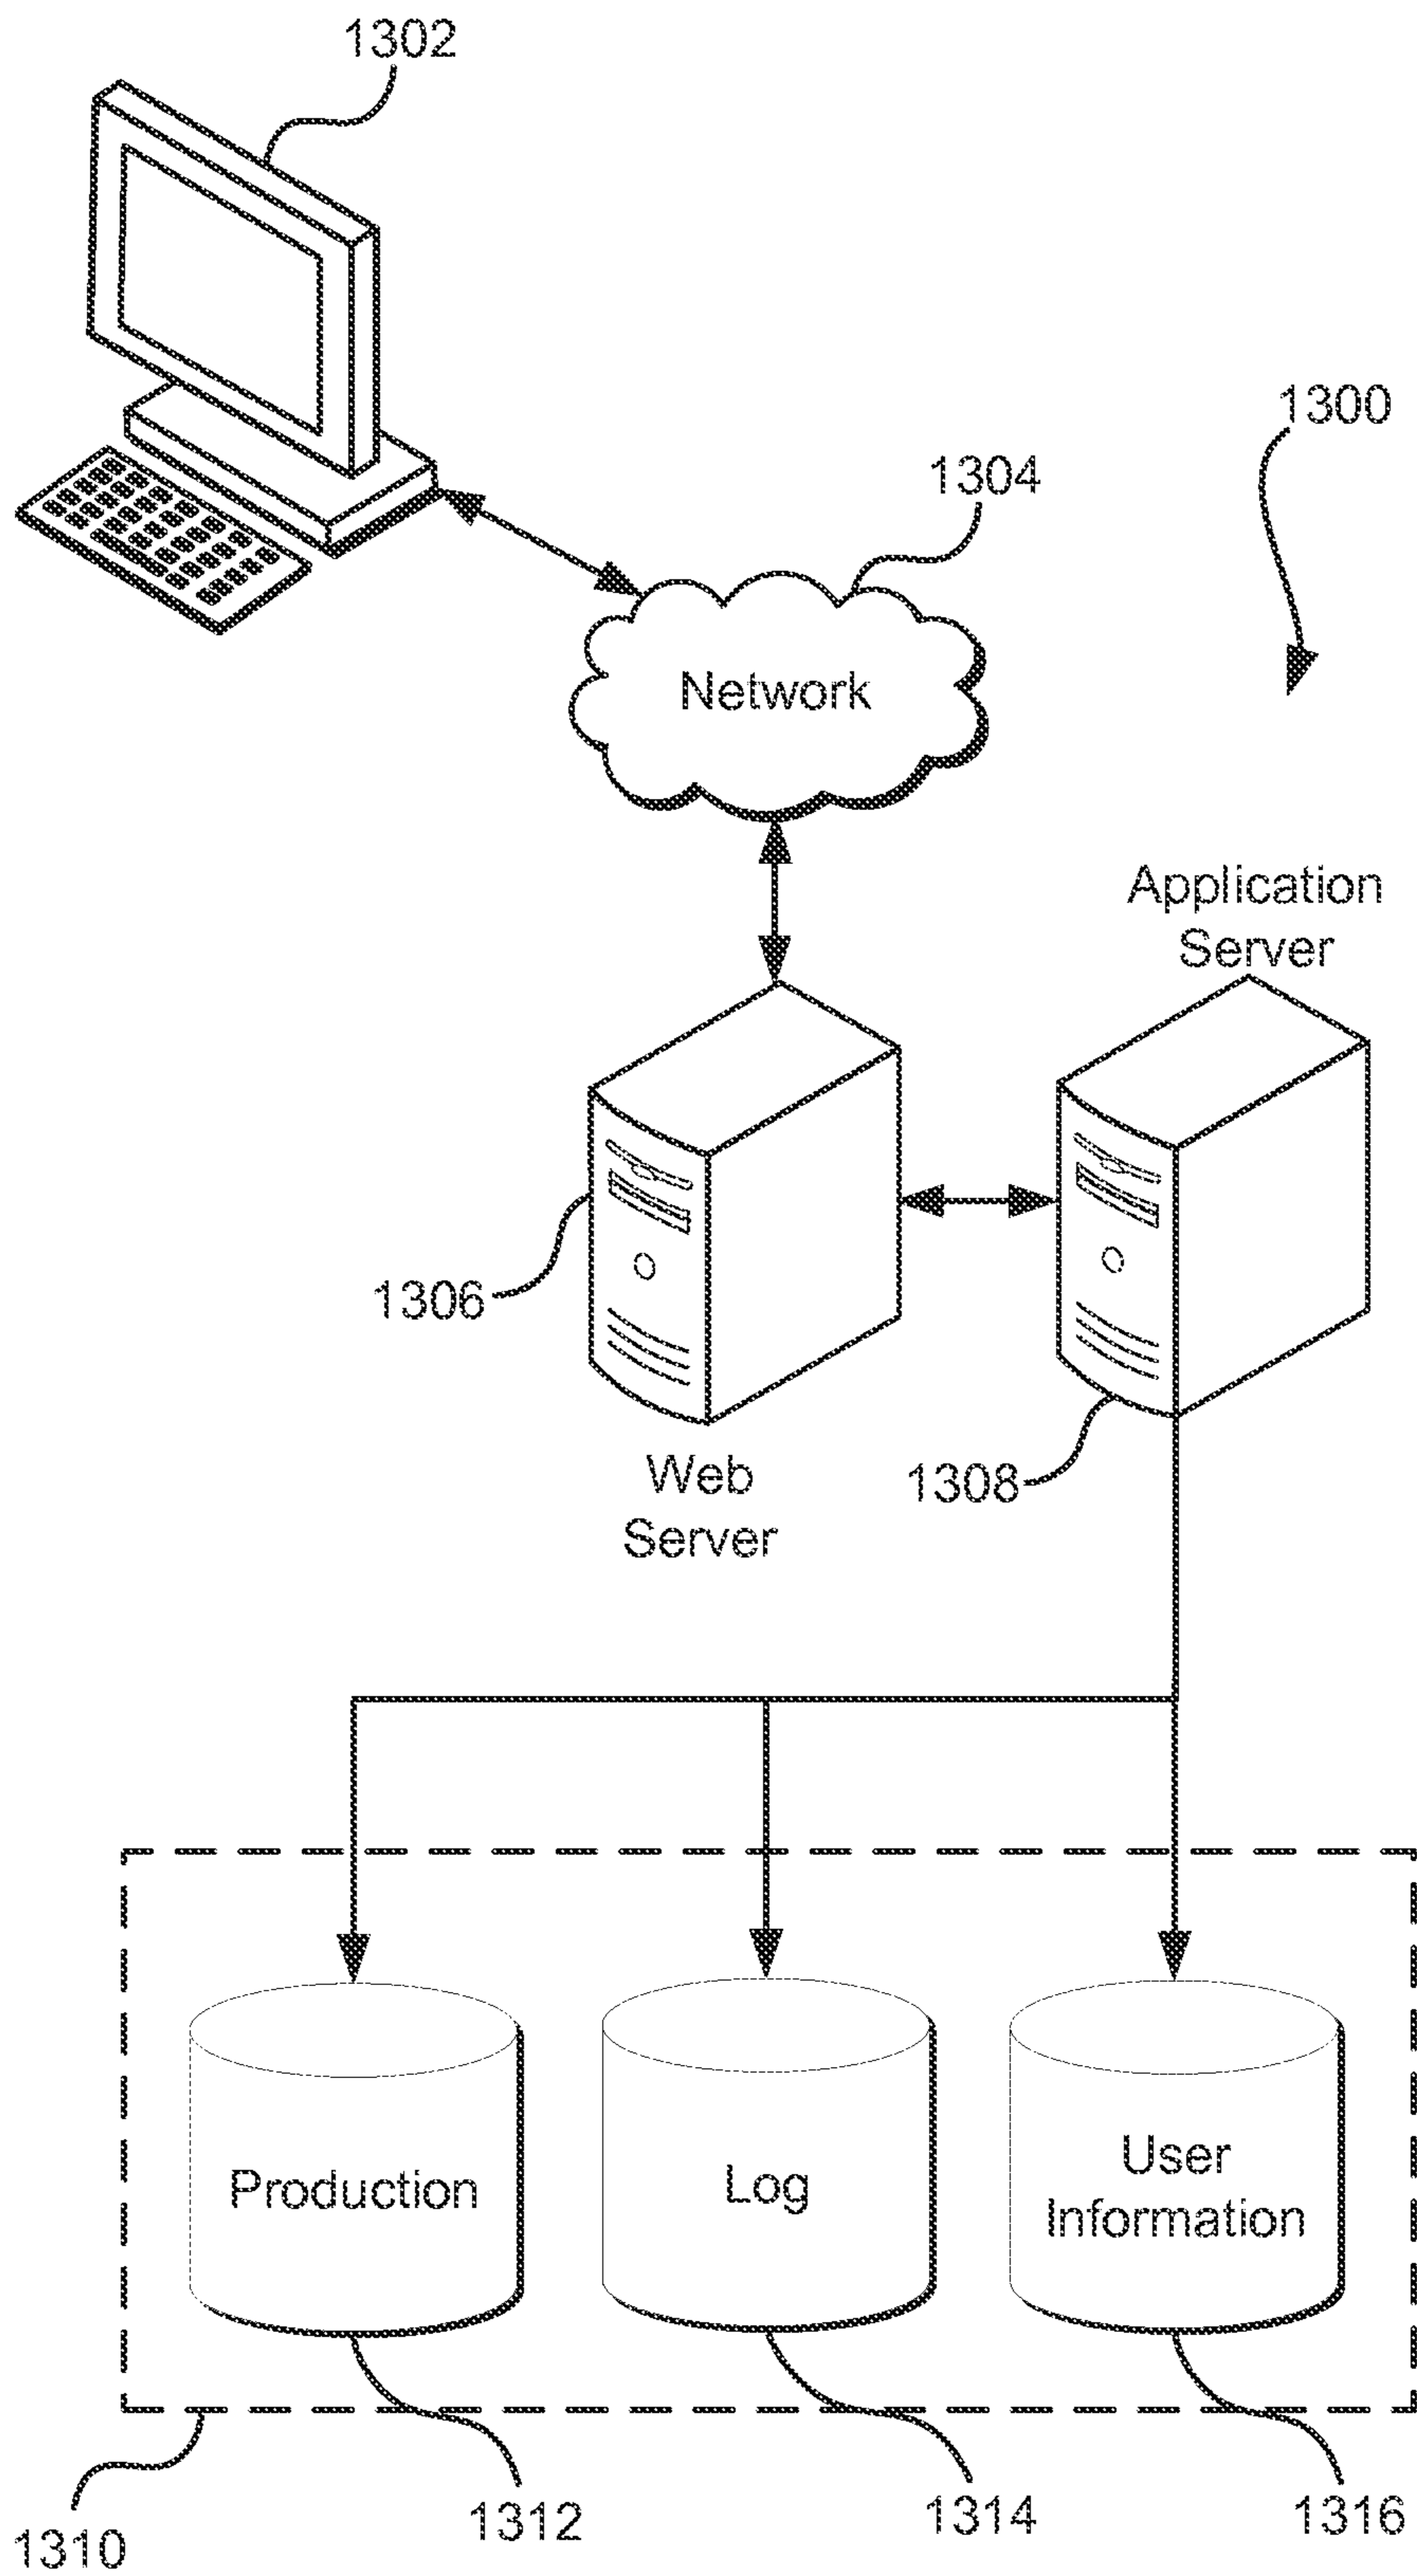 1302
1300
1304
Network
Application
Server
1306
Web
Server
1308
Production
Log
User
Information
1310
1312
1314
1316